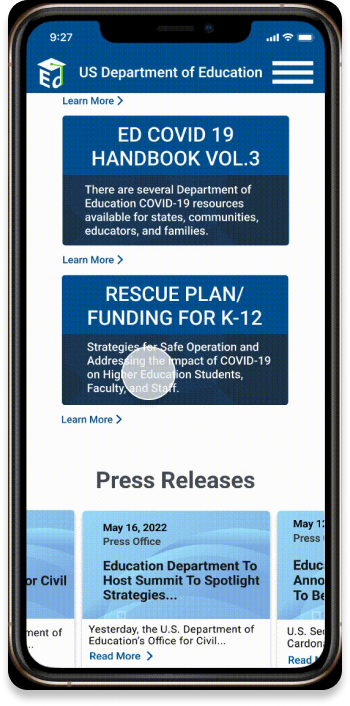 9:27
Ed
US Department of Education
Learn More >
ED COVID 19
HANDBOOK VOL.3
There are several Department of
Education COVID-19 resources
available for states, communities,
educators, and families.
Learn More >
RESCUE PLAN/
FUNDING FOR K-12
Strategies for Safe Operation and
Addressing the Impact of COVID-19
on Higher Education Students,
Faculty, and Staff.
Learn More >
Press Releases
or Civil
ment of
..
May 16, 2022
Press Office
Education Department To
Host Summit To Spotlight
Strategies...
Yesterday, the U.S. Department of
Education's Office for Civil...
Read More >
May 12
Press
Educ
Anno
To Be
U.S. Sec
Cardona
Read M